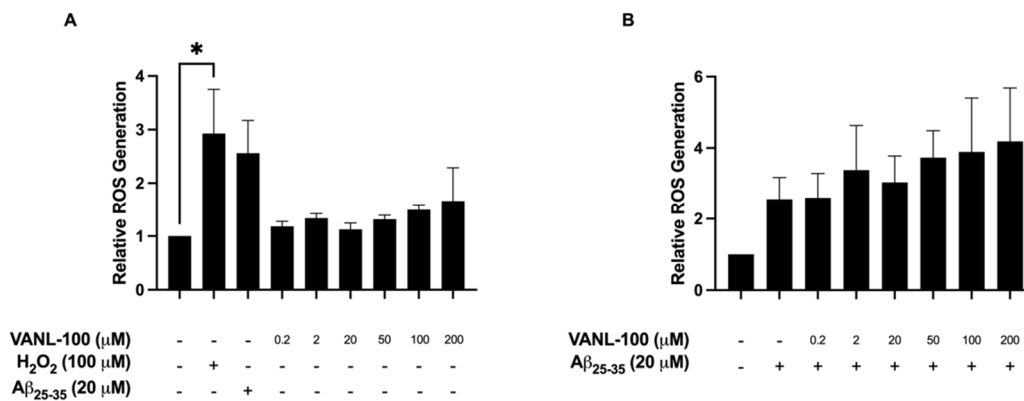 A
B
*
Relative ROS Generation
4
3
2
1
0
Relative ROS Generation
6
4
2
0
VANL-100 (μM) - - - 0.2 2 20 50 100 200
H₂O₂ (100 μM) - + - - - - - - -
Aβ₂₅₋₃₅ (20 μM) - - + - - - - - -
VANL-100 (μM) - - 0.2 2 20 50 100 200
Aβ₂₅₋₃₅ (20 μM) - + + + + + + +